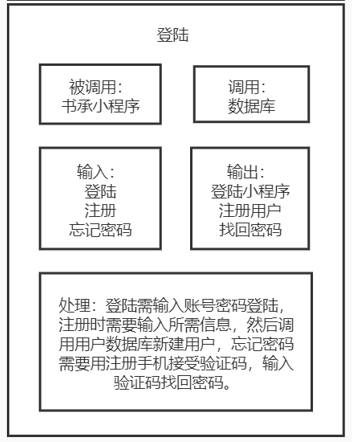 登陆
被调用：
书承小程序
调用：
数据库
输入：
登陆
注册
忘记密码
输出：
登陆小程序
注册用户
找回密码
处理：登陆需输入账号密码登陆，
注册时需要输入所需信息，然后调
用用户数据库新建用户，忘记密码
需要用注册手机接受验证码，输入
验证码找回密码。